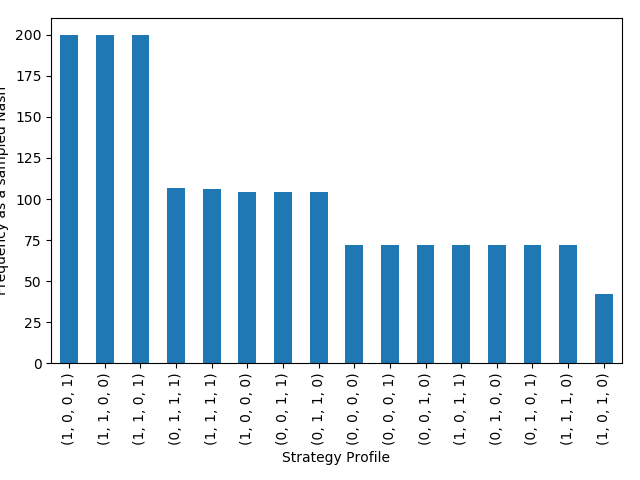 Frequency as a sampled Nash
200
175
150
125
100
75
50
25
0
(1, 0, 0, 1)
(1, 1, 0, 0)
(1, 1, 0, 1)
(0, 1, 1, 1)
(1, 1, 1, 1)
(1, 0, 0, 0)
(0, 0, 1, 1)
(0, 1, 1, 0)
(0, 0, 0, 0)
(0, 0, 0, 1)
(0, 0, 1, 0)
(1, 0, 1, 1)
(0, 1, 0, 0)
(0, 1, 0, 1)
(1, 1, 1, 0)
(1, 0, 1, 0)
Strategy Profile